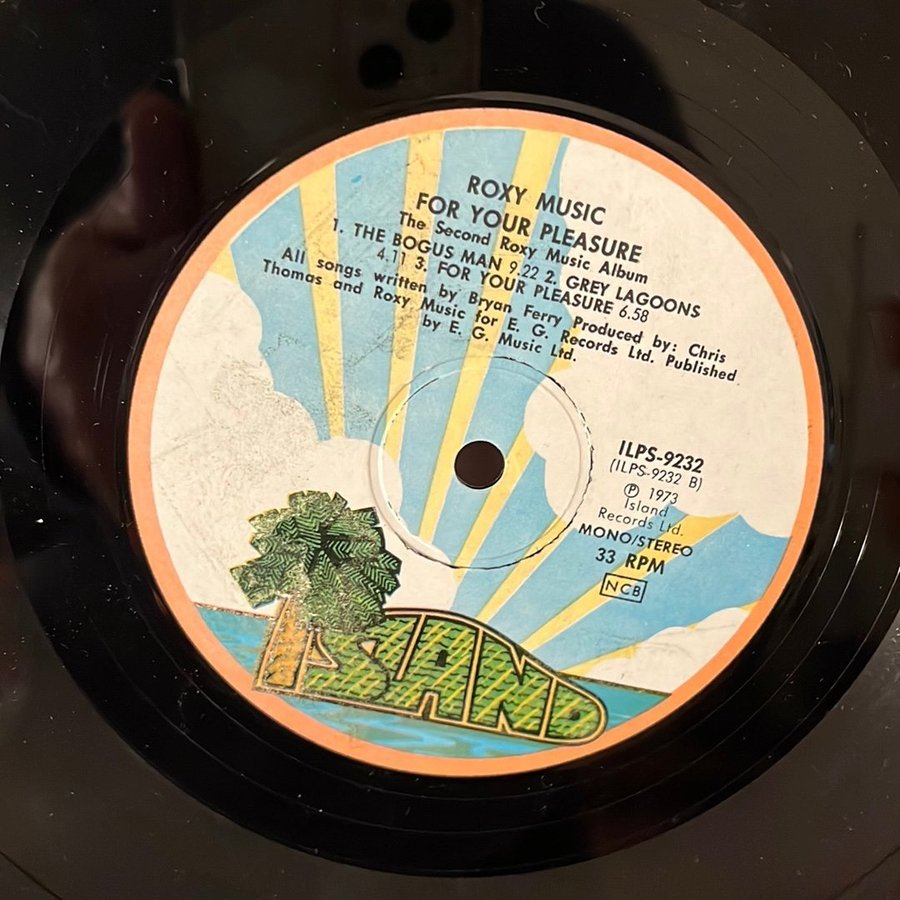 ROXY MUSIC
FOR YOUR PLEASURE
The Second Roxy Music Album
1. THE BOGUS MAN 9.22 2. GREY LAGOONS
4.11 3. FOR YOUR PLEASURE 6.58
All songs written by Bryan Ferry Produced by: Chris
Thomas and Roxy Music for E. G. Records Ltd. Published
by E. G. Music Ltd.
ILPS-9232
(ILPS-9232 B)
℗ 1973
Island
Records Ltd.
MONO/STEREO
33 RPM
NCB
ISLAND